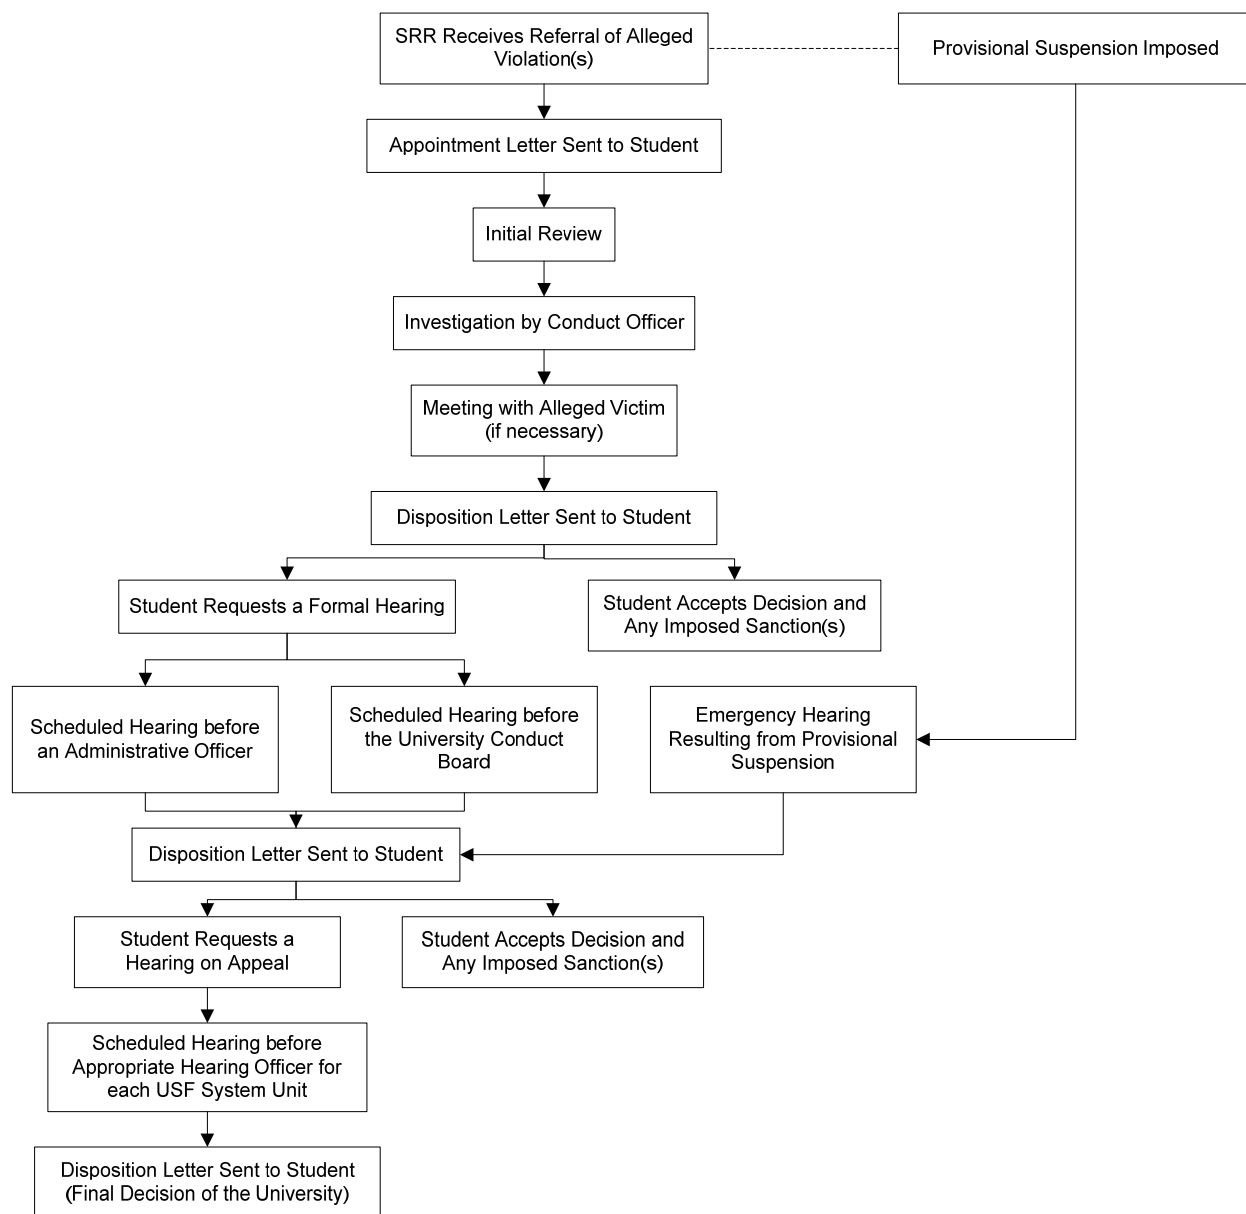 SRR Receives Referral of Alleged
Violation(s)
Provisional Suspension Imposed
Appointment Letter Sent to Student
Initial Review
Investigation by Conduct Officer
Meeting with Alleged Victim
(if necessary)
Disposition Letter Sent to Student
Student Requests a Formal Hearing
Student Accepts Decision and
Any Imposed Sanction(s)
Scheduled Hearing before
an Administrative Officer
Scheduled Hearing before
the University Conduct
Board
Emergency Hearing
Resulting from Provisional
Suspension
Disposition Letter Sent to Student
Student Requests a
Hearing on Appeal
Student Accepts Decision and
Any Imposed Sanction(s)
Scheduled Hearing before
Appropriate Hearing Officer for
each USF System Unit
Disposition Letter Sent to Student
(Final Decision of the University)